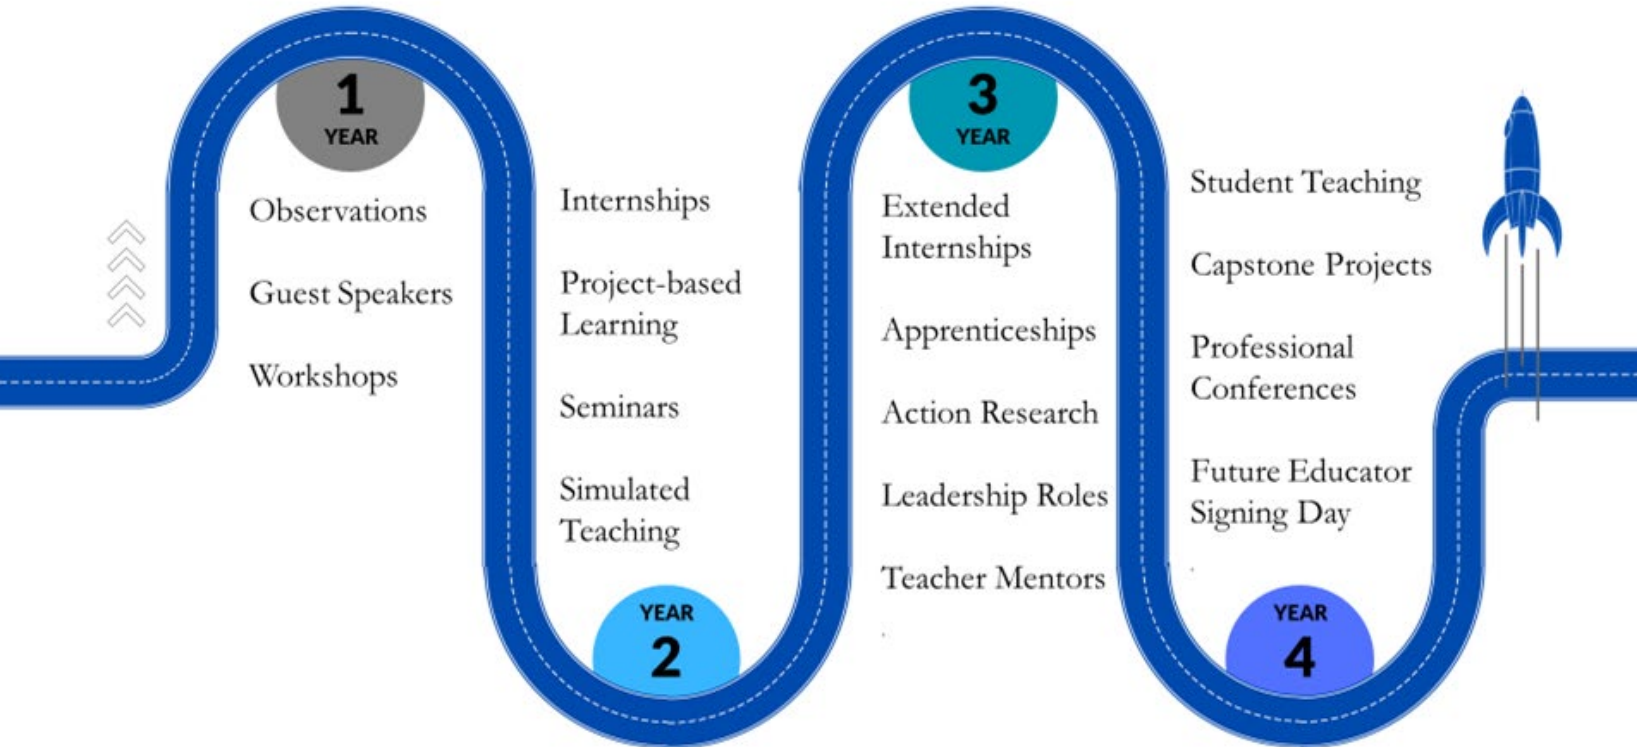 1
YEAR
Observations
Guest Speakers
Workshops
Internships
Project-based
Learning
Seminars
Simulated
Teaching
YEAR
2
3
YEAR
Extended
Internships
Apprenticeships
Action Research
Leadership Roles
Teacher Mentors
.
Student Teaching
Capstone Projects
Professional
Conferences
Future Educator
Signing Day
.
YEAR
4